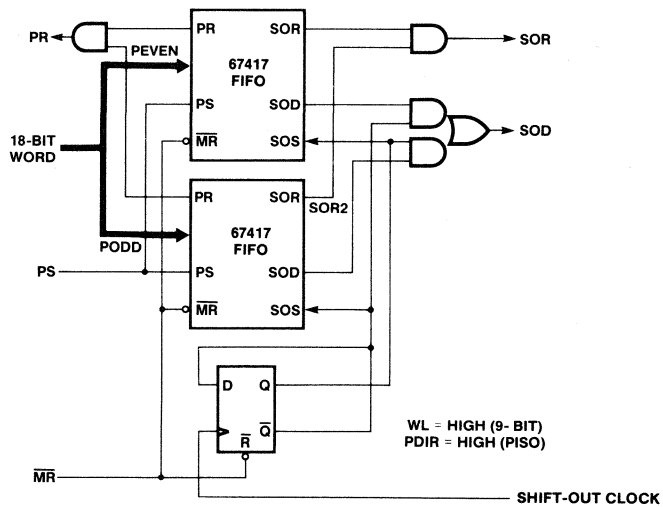 PR
PEVEN
18-BIT
WORD
PR
SOR
67417
FIFO
PS
SOD
MR
SOS
SOR
SOD
PODD
PS
PR
SOR
SOR2
67417
FIFO
PS
SOD
MR
SOS
D
Q
R
Q
MR
WL = HIGH (9- BIT)
PDIR = HIGH (PISO)
SHIFT-OUT CLOCK